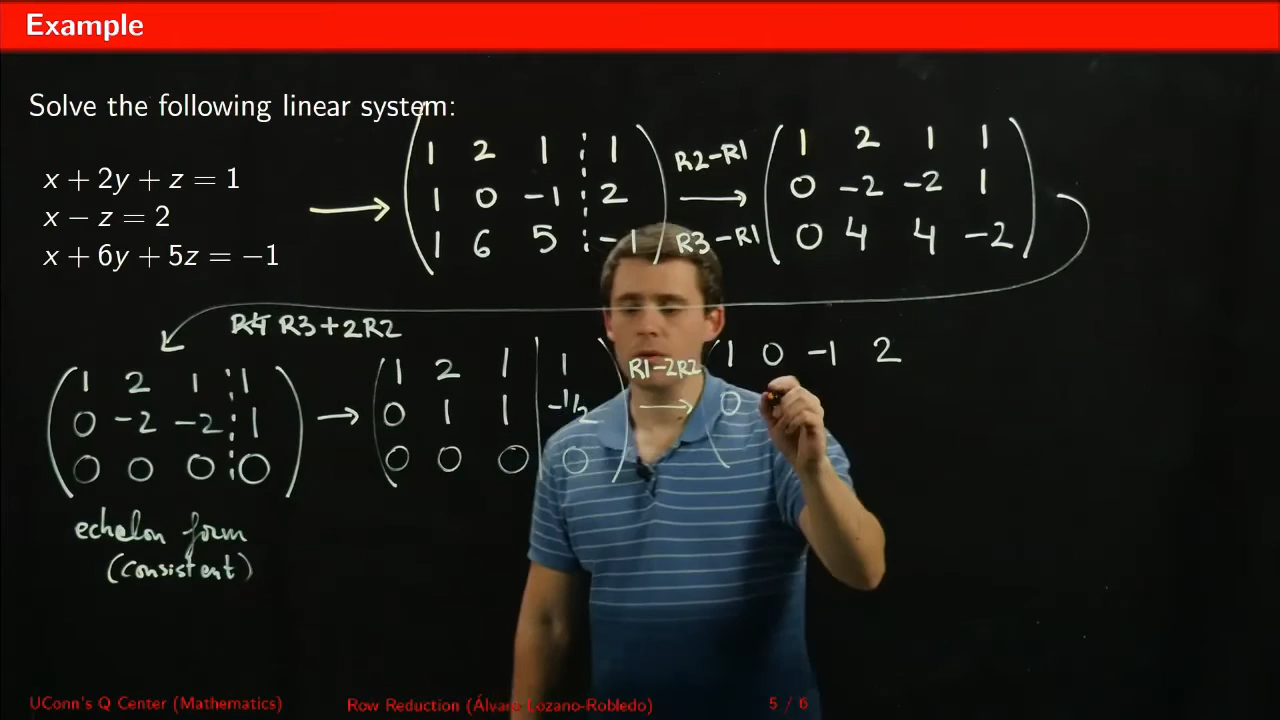 Example
Solve the following linear system:
x + 2y + z = 1
x − z = 2
x + 6y + 5z = −1
1 2 1 1
1 0 -1 2
1 6 5 -1
R2-R1
R3-R1
1 2 1 1
0 -2 -2 1
0 4 4 -2
R3+2R2
1 2 1 1
0 -2 -2 1
0 0 0 0
echelon form
(consistent)
1 2 1 1
0 1 1 -1/2
0 0 0 0
R1-2R2
1 0 -1 2
0
UConn's Q Center (Mathematics)
Row Reduction (Álvaro Lozano-Robledo)
5 / 6